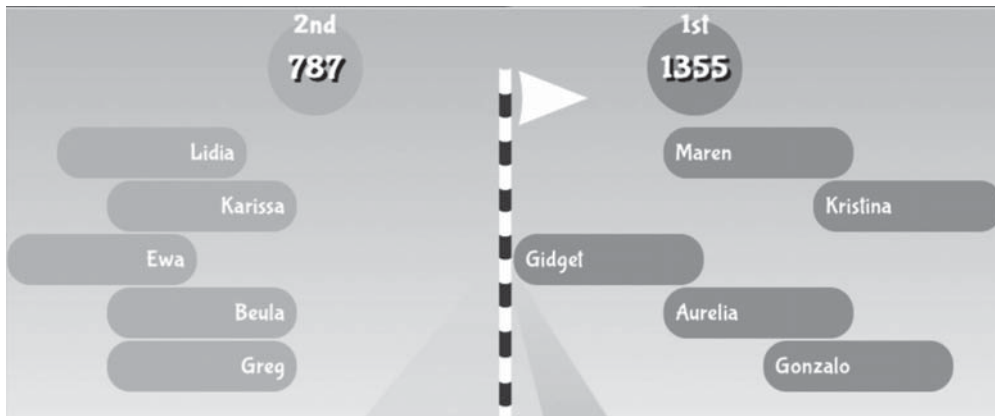 2nd
787
Lidia
Karissa
Ewa
Beula
Greg
1st
1355
Maren
Kristina
Gidget
Aurelia
Gonzalo